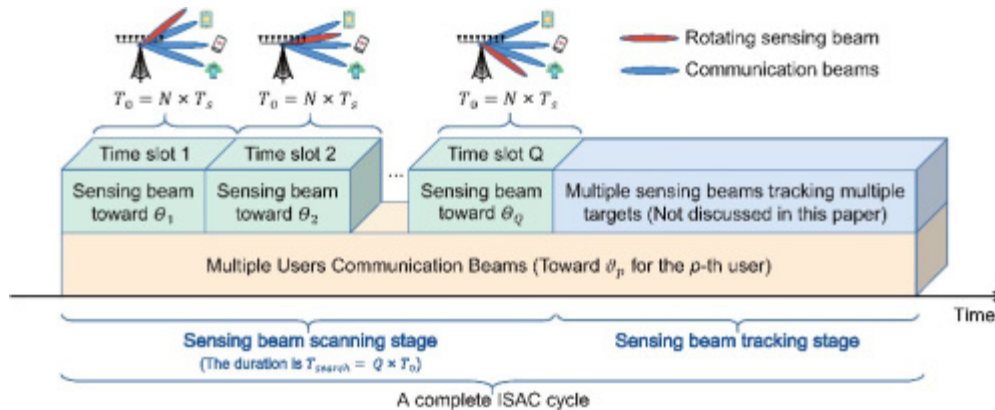 Rotating sensing beam
Communication beams
T₀ = N × Tₛ
T₀ = N × Tₛ
T₀ = N × Tₛ
Time slot 1
Time slot 2
Time slot Q
Sensing beam
toward Θ₁
Sensing beam
toward Θ₂
...
Sensing beam
toward Θ_Q
Multiple sensing beams tracking multiple
targets (Not discussed in this paper)
Multiple Users Communication Beams (Toward ϑₚ for the p-th user)
Time
Sensing beam scanning stage
(The duration is T_search = Q × T₀)
Sensing beam tracking stage
A complete ISAC cycle